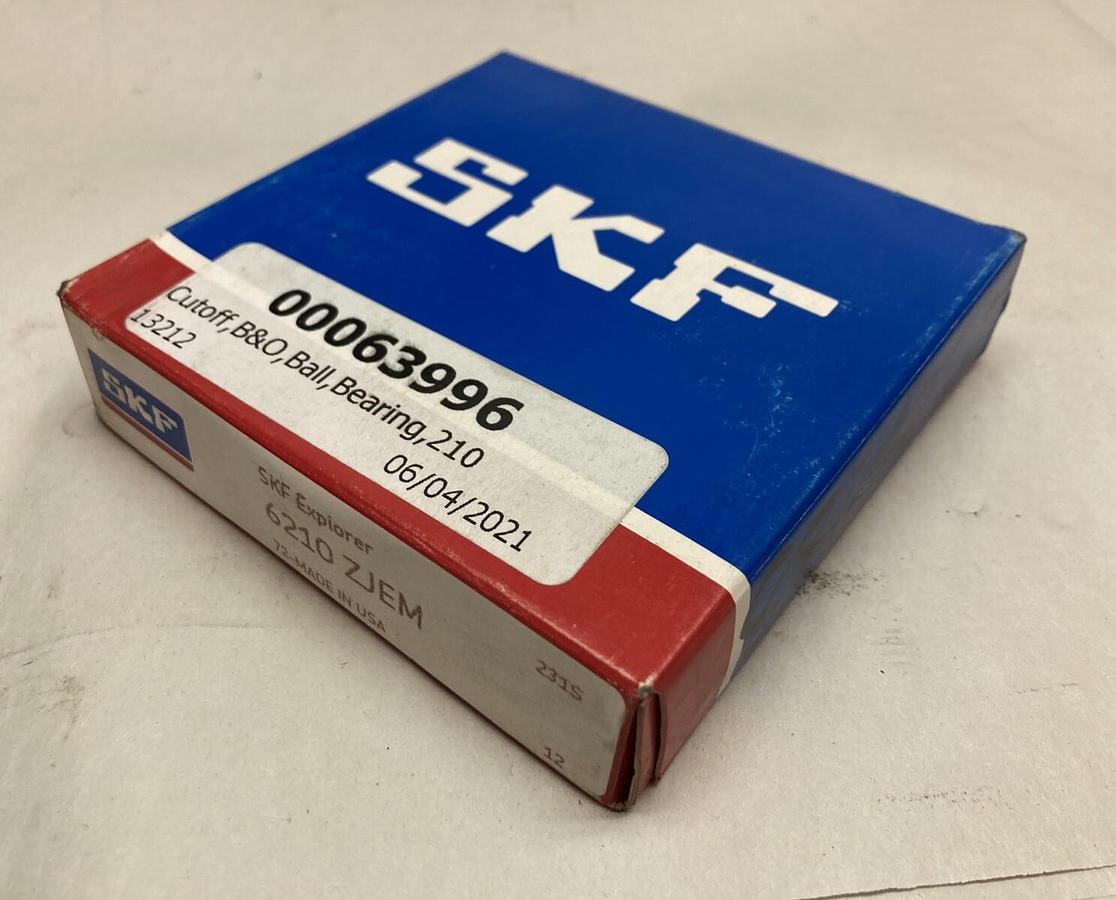 SKF
00063996
Cutoff,B&O,Ball,Bearing,210
13212
06/04/2021
SKF
SKF Explorer
6210 ZJEM
72-MADE IN USA
231S
12